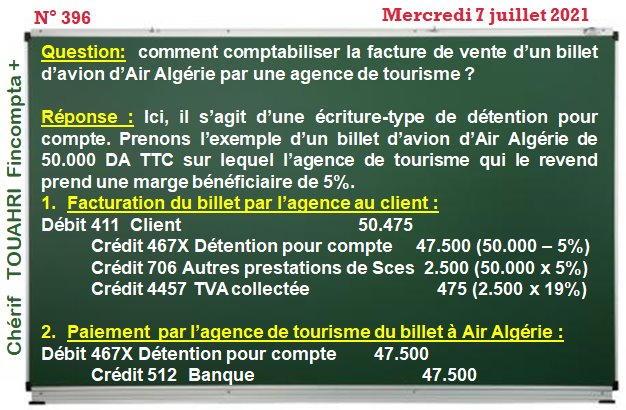 N° 396
Mercredi 7 juillet 2021
Chérif TOUAHRI Fincompta +
Question: comment comptabiliser la facture de vente d’un billet
d’avion d’Air Algérie par une agence de tourisme ?
Réponse : Ici, il s’agit d’une écriture-type de détention pour
compte. Prenons l’exemple d’un billet d’avion d’Air Algérie de
50.000 DA TTC sur lequel l’agence de tourisme qui le revend
prend une marge bénéficiaire de 5%.
1. Facturation du billet par l’agence au client :
Débit 411 Client 50.475
Crédit 467X Détention pour compte 47.500 (50.000 – 5%)
Crédit 706 Autres prestations de Sces 2.500 (50.000 x 5%)
Crédit 4457 TVA collectée 475 (2.500 x 19%)
2. Paiement par l’agence de tourisme du billet à Air Algérie :
Débit 467X Détention pour compte 47.500
Crédit 512 Banque 47.500